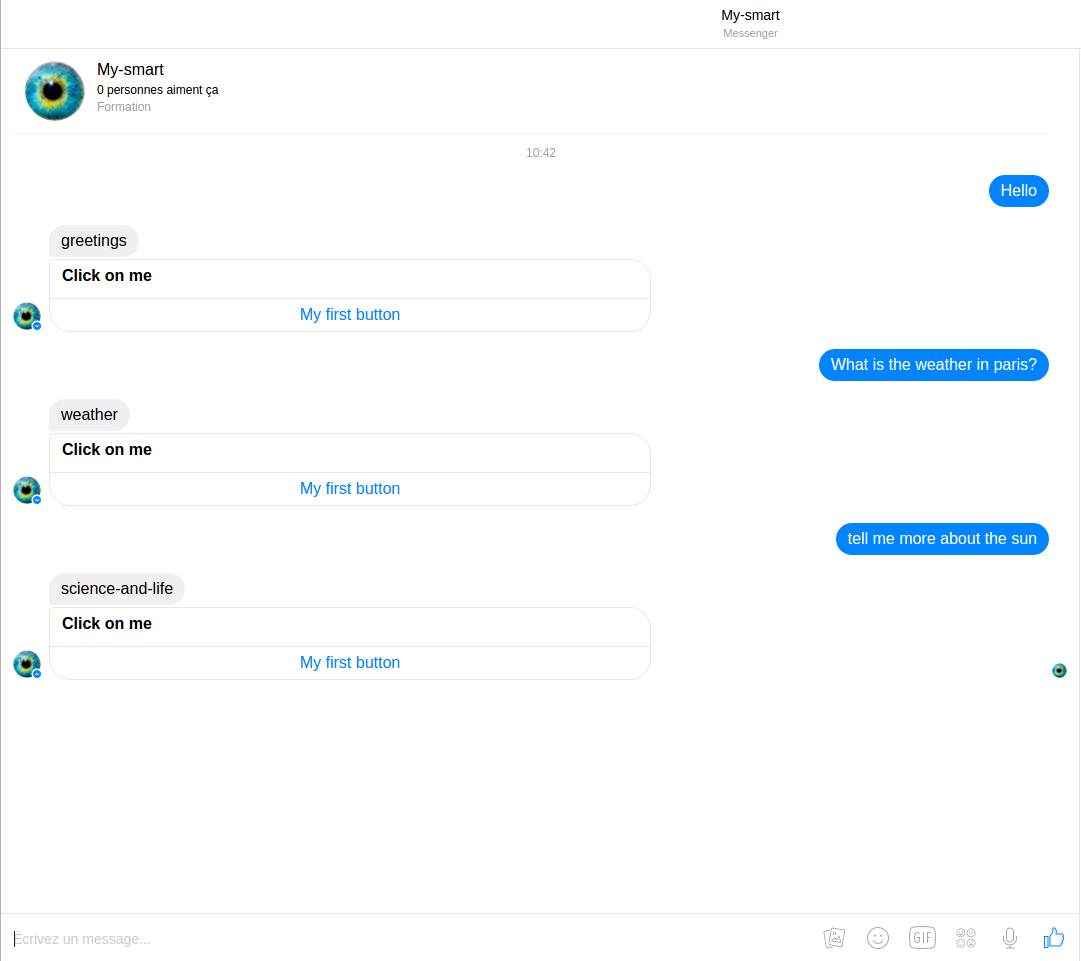 My-smart
Messenger
My-smart
0 personnes aiment ça
Formation
10:42
Hello
greetings
Click on me
My first button
What is the weather in paris?
weather
Click on me
My first button
tell me more about the sun
science-and-life
Click on me
My first button
Écrivez un message...
GIF